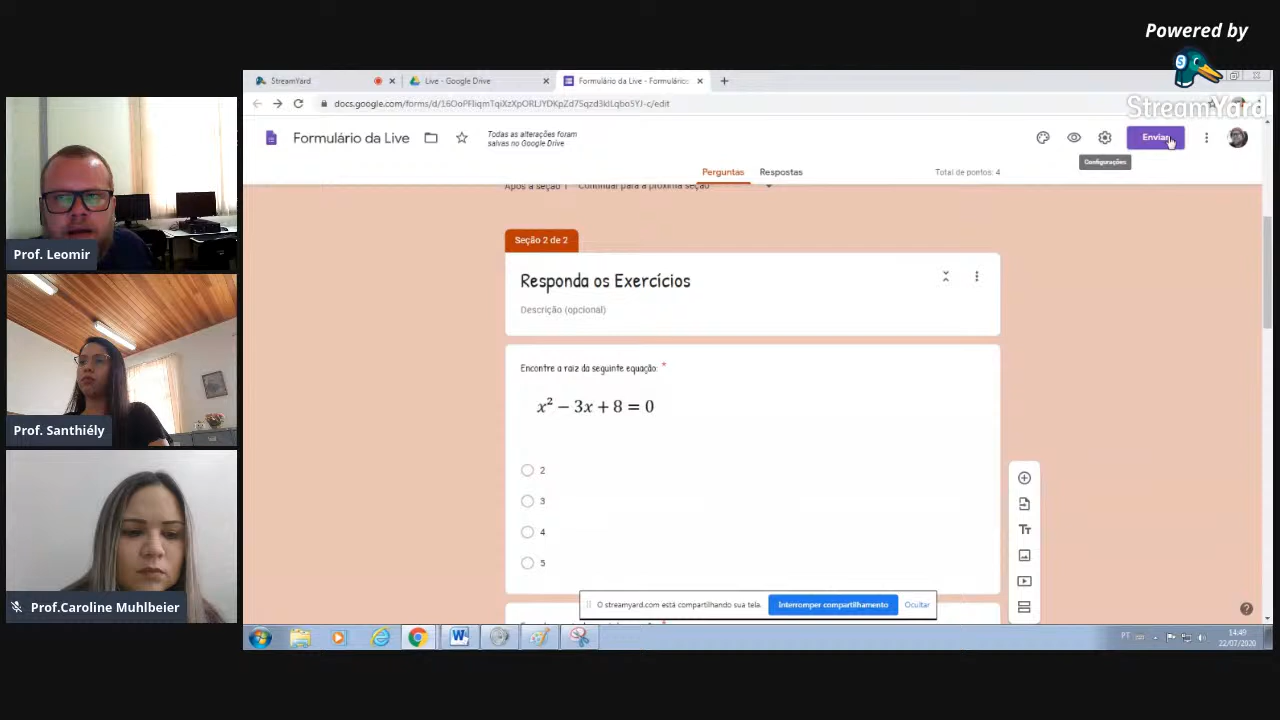 Powered by
StreamYard
StreamYard
Live - Google Drive
Formulário da Live - Formulários
Formulário da Live
Todas as alterações foram
salvas no Google Drive
Enviar
Configurações
Perguntas
Respostas
Total de pontos: 4
Após a seção 1
Continuar para a próxima seção
Seção 2 de 2
Responda os Exercícios
Descrição (opcional)
Encontre a raiz da seguinte equação: *
x² − 3x + 8 = 0
2
3
4
5
O streamyard.com está compartilhando sua tela.
Interromper compartilhamento
Ocultar
PT
14:49
22/07/2020
Prof. Leomir
Prof. Santhiély
Prof.Caroline Muhlbeier